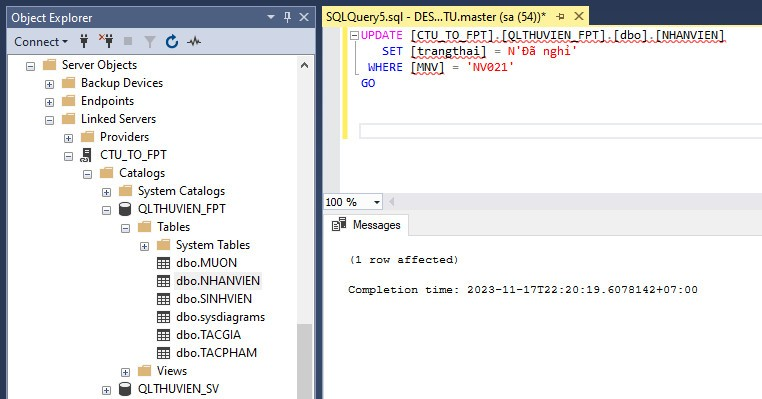 Object Explorer
Connect
Server Objects
Backup Devices
Endpoints
Linked Servers
Providers
CTU_TO_FPT
Catalogs
System Catalogs
QLTHUVIEN_FPT
Tables
System Tables
dbo.MUON
dbo.NHANVIEN
dbo.SINHVIEN
dbo.sysdiagrams
dbo.TACGIA
dbo.TACPHAM
Views
QLTHUVIEN_SV
SQLQuery5.sql - DES...TU.master (sa (54))*
UPDATE [CTU_TO_FPT].[QLTHUVIEN_FPT].[dbo].[NHANVIEN]
SET [trangthai] = N'Đã nghỉ'
WHERE [MNV] = 'NV021'
GO
100 %
Messages
(1 row affected)
Completion time: 2023-11-17T22:20:19.6078142+07:00